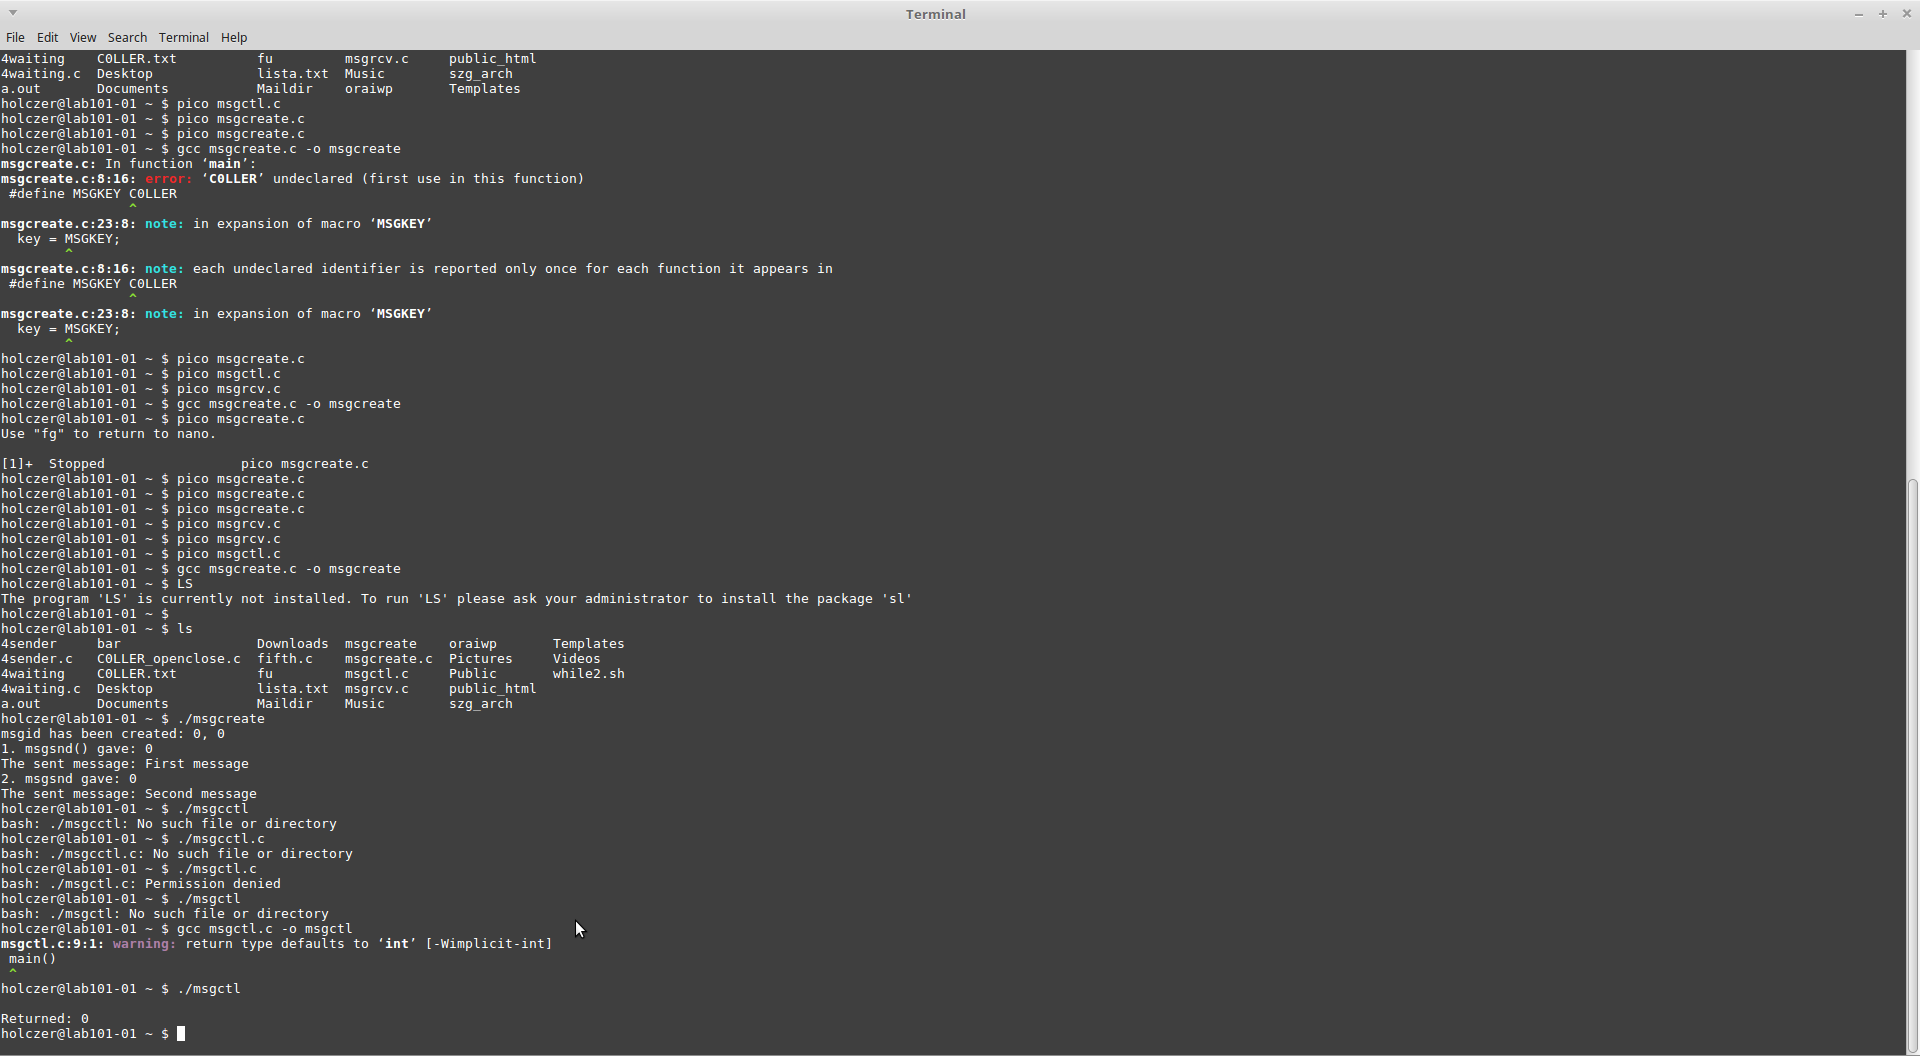 Terminal
File Edit View Search Terminal Help
4waiting    C0LLER.txt          fu         msgrcv.c     public_html
4waiting.c  Desktop             lista.txt  Music        szg_arch
a.out       Documents           Maildir    oraiwp       Templates
holczer@lab101-01 ~ $ pico msgctl.c
holczer@lab101-01 ~ $ pico msgcreate.c
holczer@lab101-01 ~ $ pico msgcreate.c
holczer@lab101-01 ~ $ gcc msgcreate.c -o msgcreate
msgcreate.c: In function ‘main’:
msgcreate.c:8:16: error: ‘C0LLER’ undeclared (first use in this function)
 #define MSGKEY C0LLER
                ^
msgcreate.c:23:8: note: in expansion of macro ‘MSGKEY’
  key = MSGKEY;
        ^
msgcreate.c:8:16: note: each undeclared identifier is reported only once for each function it appears in
 #define MSGKEY C0LLER
                ^
msgcreate.c:23:8: note: in expansion of macro ‘MSGKEY’
  key = MSGKEY;
        ^
holczer@lab101-01 ~ $ pico msgcreate.c
holczer@lab101-01 ~ $ pico msgctl.c
holczer@lab101-01 ~ $ pico msgrcv.c
holczer@lab101-01 ~ $ gcc msgcreate.c -o msgcreate
holczer@lab101-01 ~ $ pico msgcreate.c
Use "fg" to return to nano.

[1]+  Stopped                 pico msgcreate.c
holczer@lab101-01 ~ $ pico msgcreate.c
holczer@lab101-01 ~ $ pico msgcreate.c
holczer@lab101-01 ~ $ pico msgcreate.c
holczer@lab101-01 ~ $ pico msgrcv.c
holczer@lab101-01 ~ $ pico msgrcv.c
holczer@lab101-01 ~ $ pico msgctl.c
holczer@lab101-01 ~ $ gcc msgcreate.c -o msgcreate
holczer@lab101-01 ~ $ LS
The program 'LS' is currently not installed. To run 'LS' please ask your administrator to install the package 'sl'
holczer@lab101-01 ~ $
holczer@lab101-01 ~ $ ls
4sender     bar                 Downloads  msgcreate    oraiwp       Templates
4sender.c   C0LLER_openclose.c  fifth.c    msgcreate.c  Pictures     Videos
4waiting    C0LLER.txt          fu         msgctl.c     Public       while2.sh
4waiting.c  Desktop             lista.txt  msgrcv.c     public_html
a.out       Documents           Maildir    Music        szg_arch
holczer@lab101-01 ~ $ ./msgcreate
msgid has been created: 0, 0
1. msgsnd() gave: 0
The sent message: First message
2. msgsnd gave: 0
The sent message: Second message
holczer@lab101-01 ~ $ ./msgcctl
bash: ./msgcctl: No such file or directory
holczer@lab101-01 ~ $ ./msgcctl.c
bash: ./msgcctl.c: No such file or directory
holczer@lab101-01 ~ $ ./msgctl.c
bash: ./msgctl.c: Permission denied
holczer@lab101-01 ~ $ ./msgctl
bash: ./msgctl: No such file or directory
holczer@lab101-01 ~ $ gcc msgctl.c -o msgctl
msgctl.c:9:1: warning: return type defaults to ‘int’ [-Wimplicit-int]
 main()
 ^
holczer@lab101-01 ~ $ ./msgctl

Returned: 0
holczer@lab101-01 ~ $